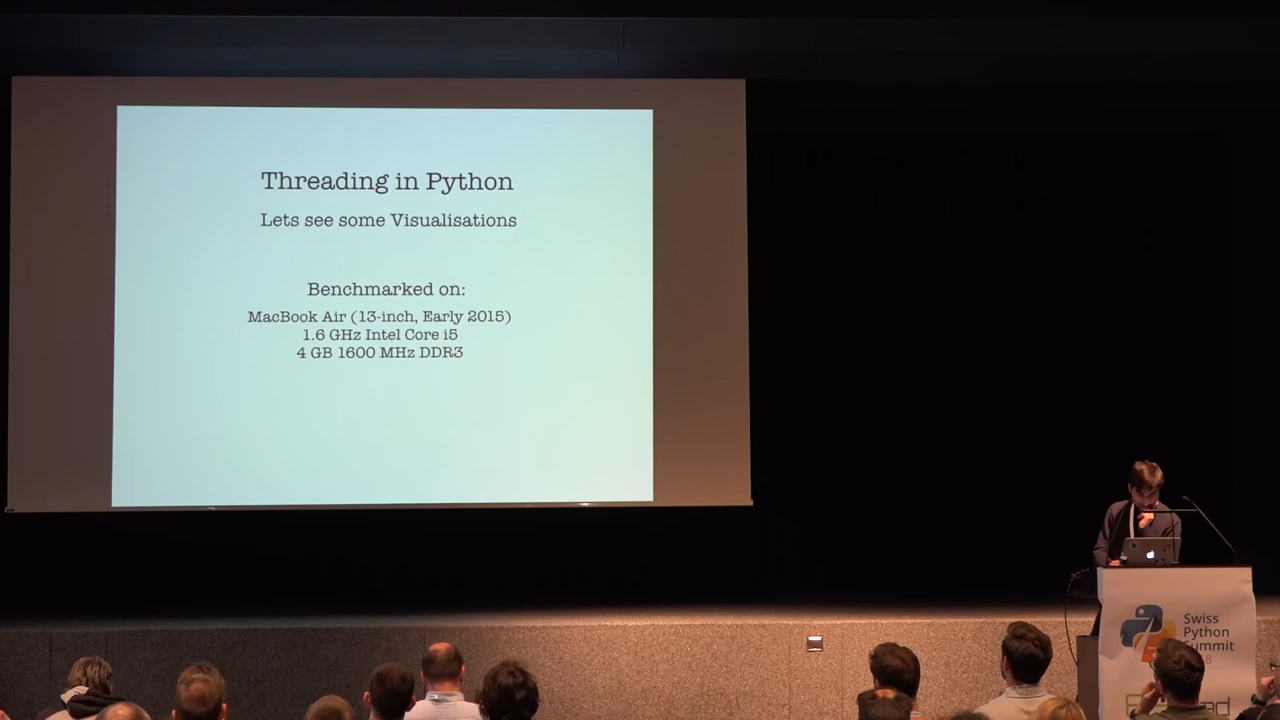 Threading in Python
Lets see some Visualisations
Benchmarked on:
MacBook Air (13-inch, Early 2015)
1.6 GHz Intel Core i5
4 GB 1600 MHz DDR3
Swiss
Python
Summit